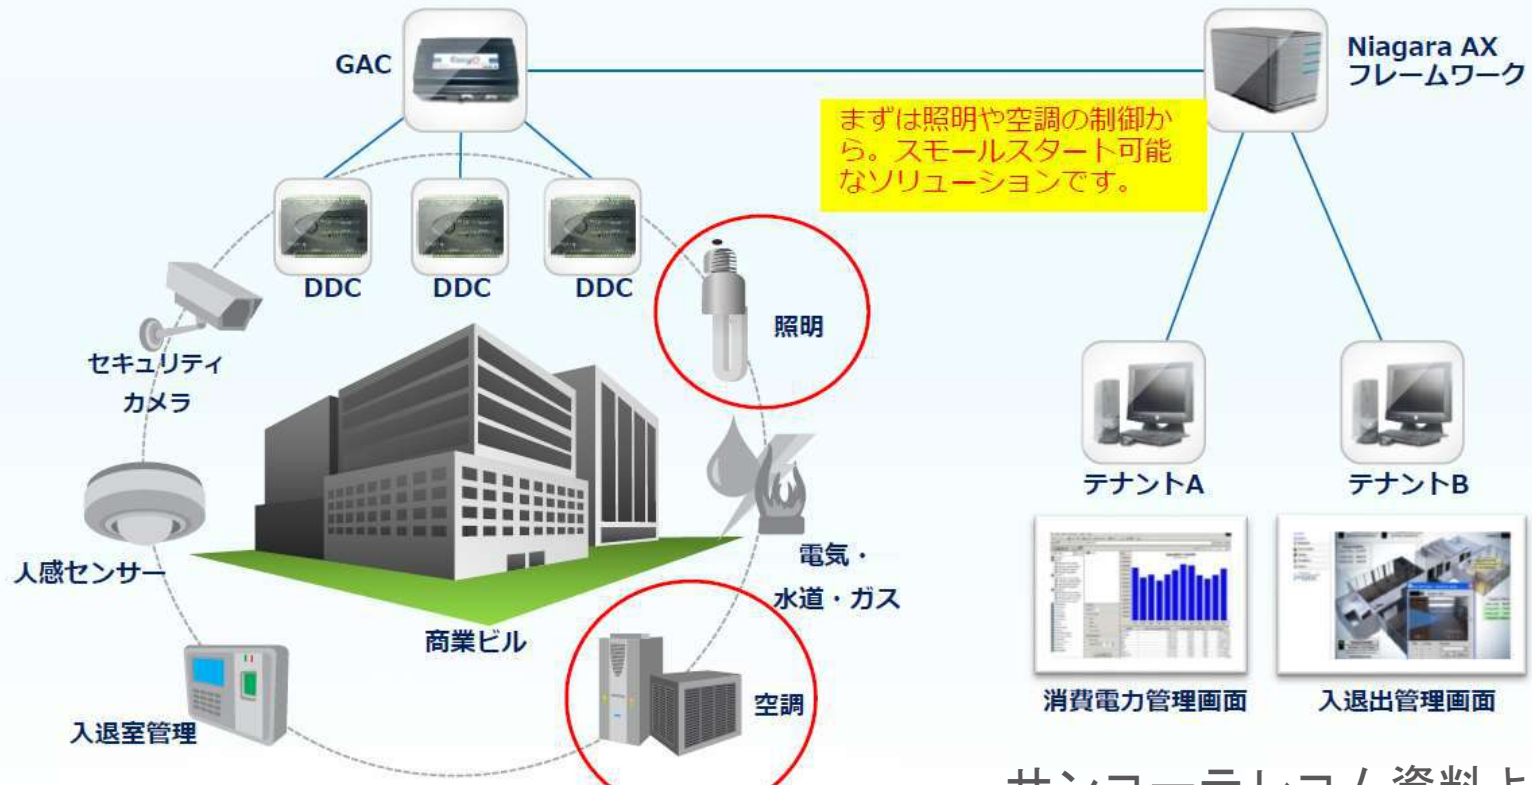 GAC
Niagara AX
フレームワーク
まずは照明や空調の制御か
ら。スモールスタート可能
なソリューションです。
DDC
DDC
DDC
照明
セキュリティ
カメラ
テナントA
テナントB
人感センサー
電気・
水道・ガス
商業ビル
空調
入退室管理
消費電力管理画面
入退出管理画面